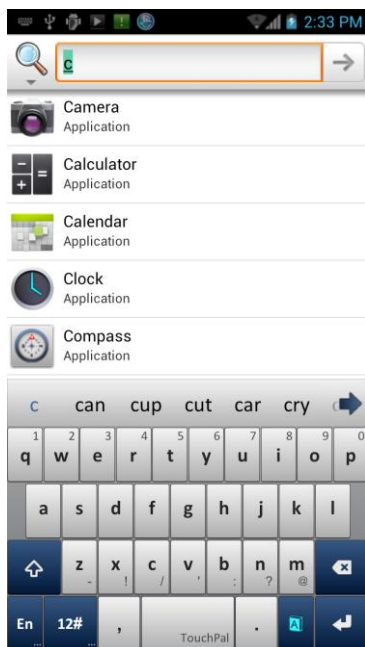 2:33 PM
c
Camera
Application
Calculator
Application
Calendar
Application
Clock
Application
Compass
Application
c can cup cut car cry
1 2 3 4 5 6 7 8 9 0
q w e r t y u i o p
a s d f g h j k l
z x c v b n m
- ! / ' : ? @
En 12# , . A
... ... TouchPal